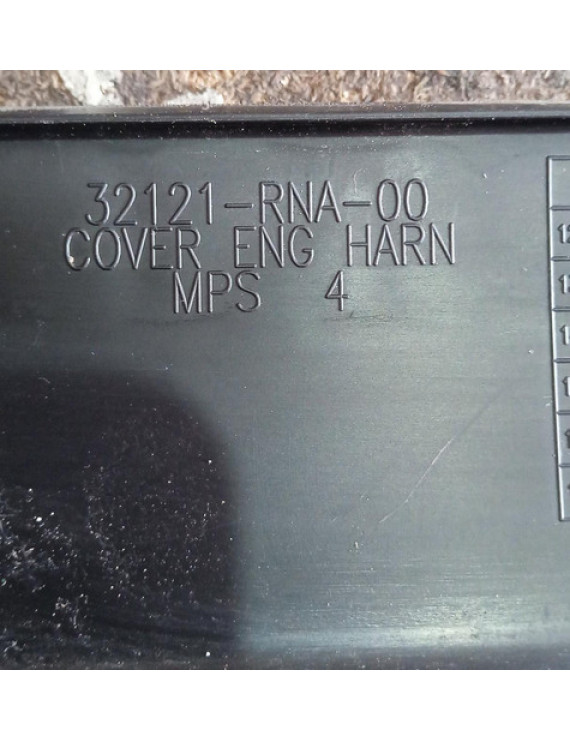 32121-RNA-00
COVER ENG HARN
MPS 4